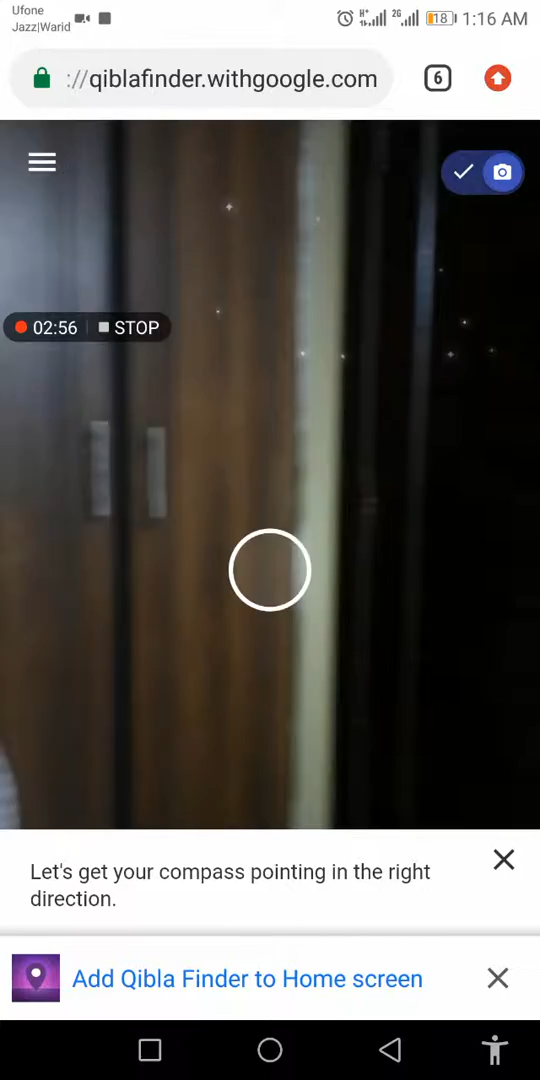 Ufone
Jazz|Warid
H+
2G
18
1:16 AM
://qiblafinder.withgoogle.com
6
02:56
STOP
Let's get your compass pointing in the right
direction.
Add Qibla Finder to Home screen